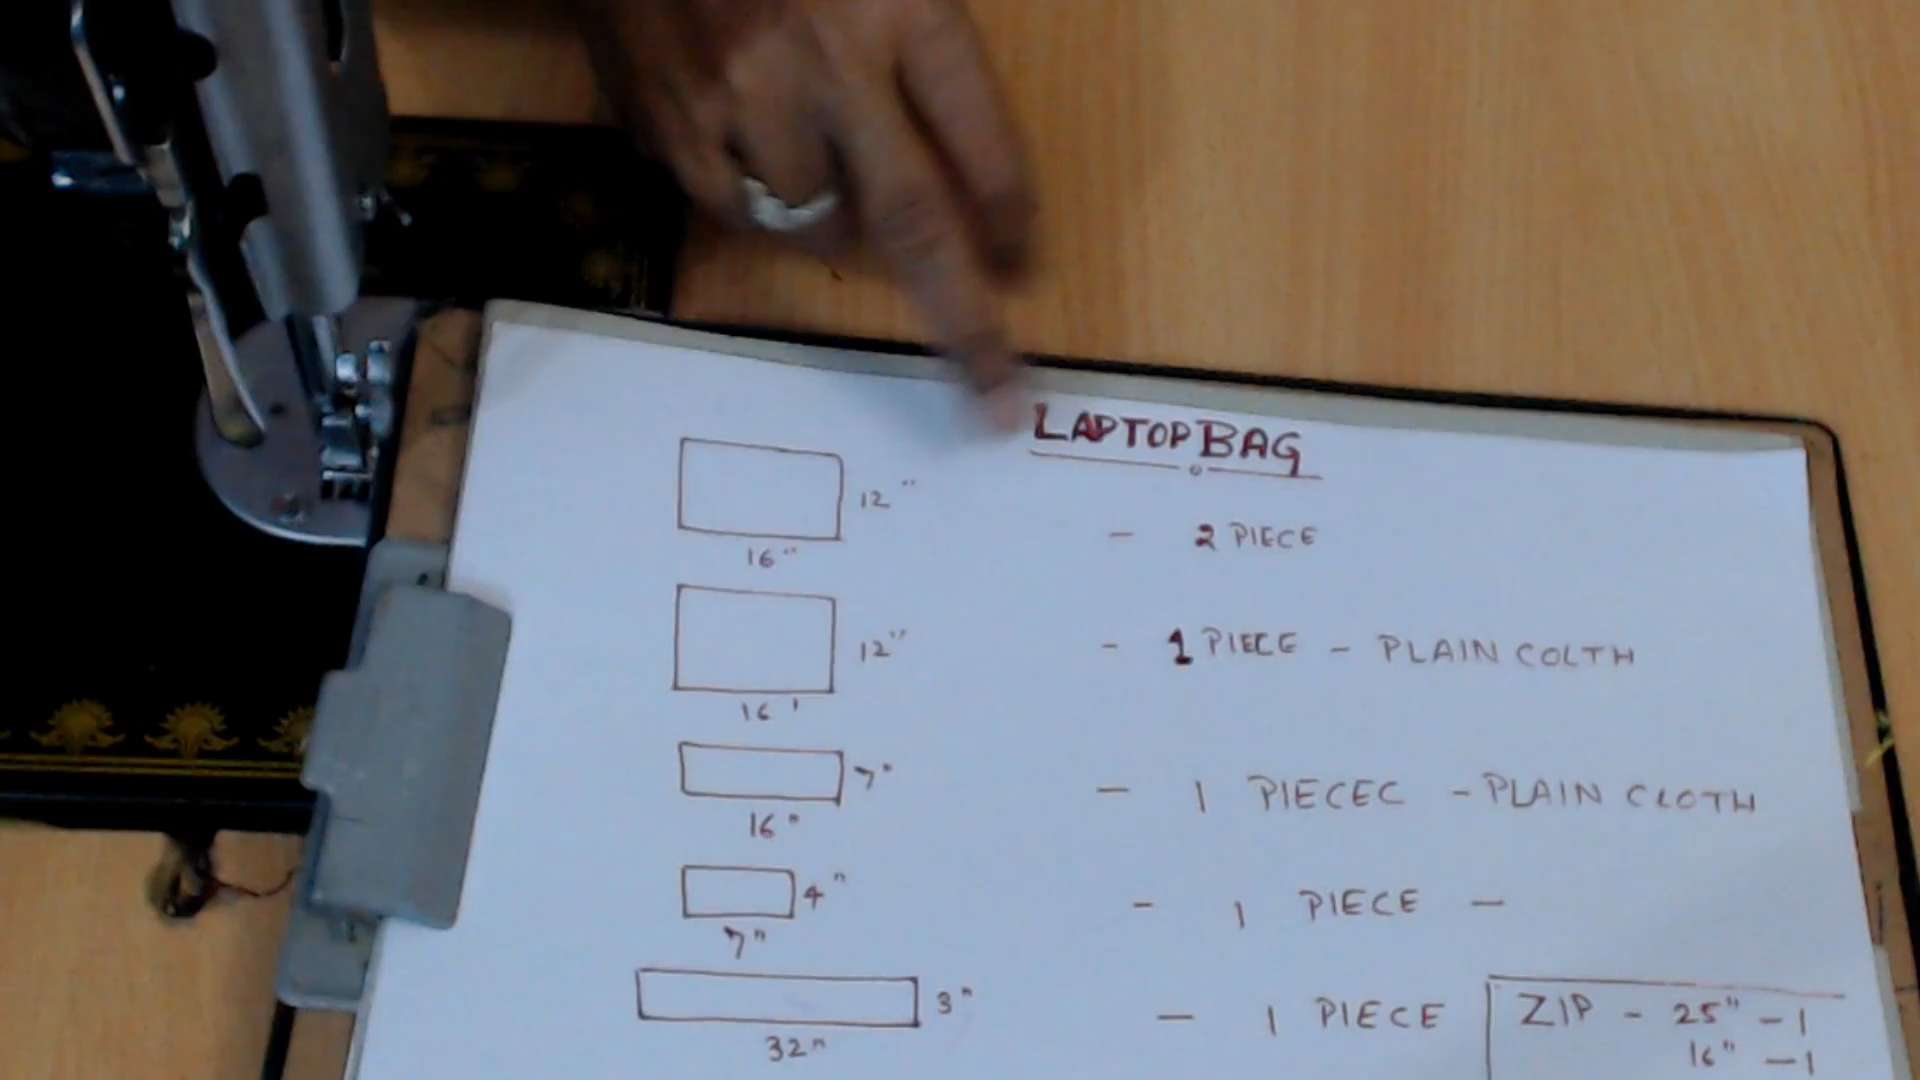 LAPTOP BAG
12"
- 2 PIECE
16"
12"
- 1 PIECE - PLAIN COLTH
16'
7"
- 1 PIECEC - PLAIN CLOTH
16"
4"
- 1 PIECE -
7"
3"
- 1 PIECE
ZIP - 25" - 1
32"
16" - 1